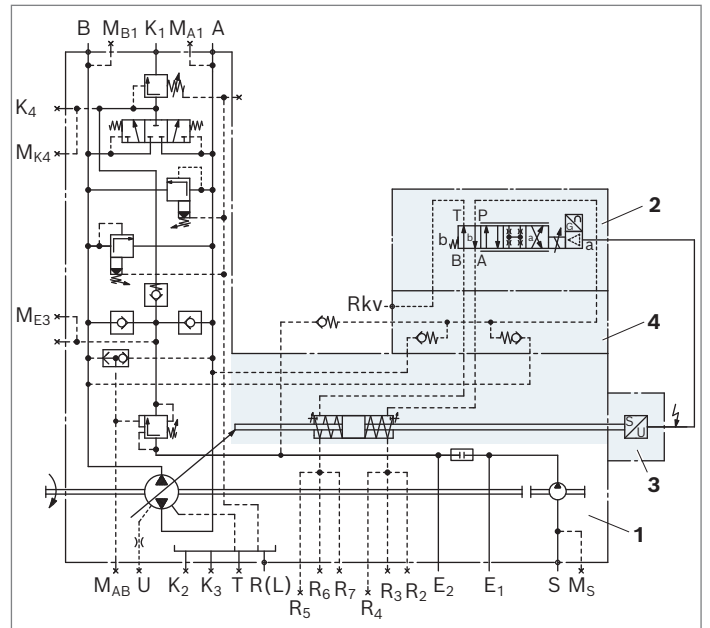 B M_B1 K_1 M_A1 A
K_4
M_K4
2
T P
b b a a
B A
G U
Rkv
M_E3
4
S
U
3
1
M_AB U K_2 K_3 T R(L) R_6 R_7 R_3 R_2 E_2 E_1 S M_S
R_5 R_4